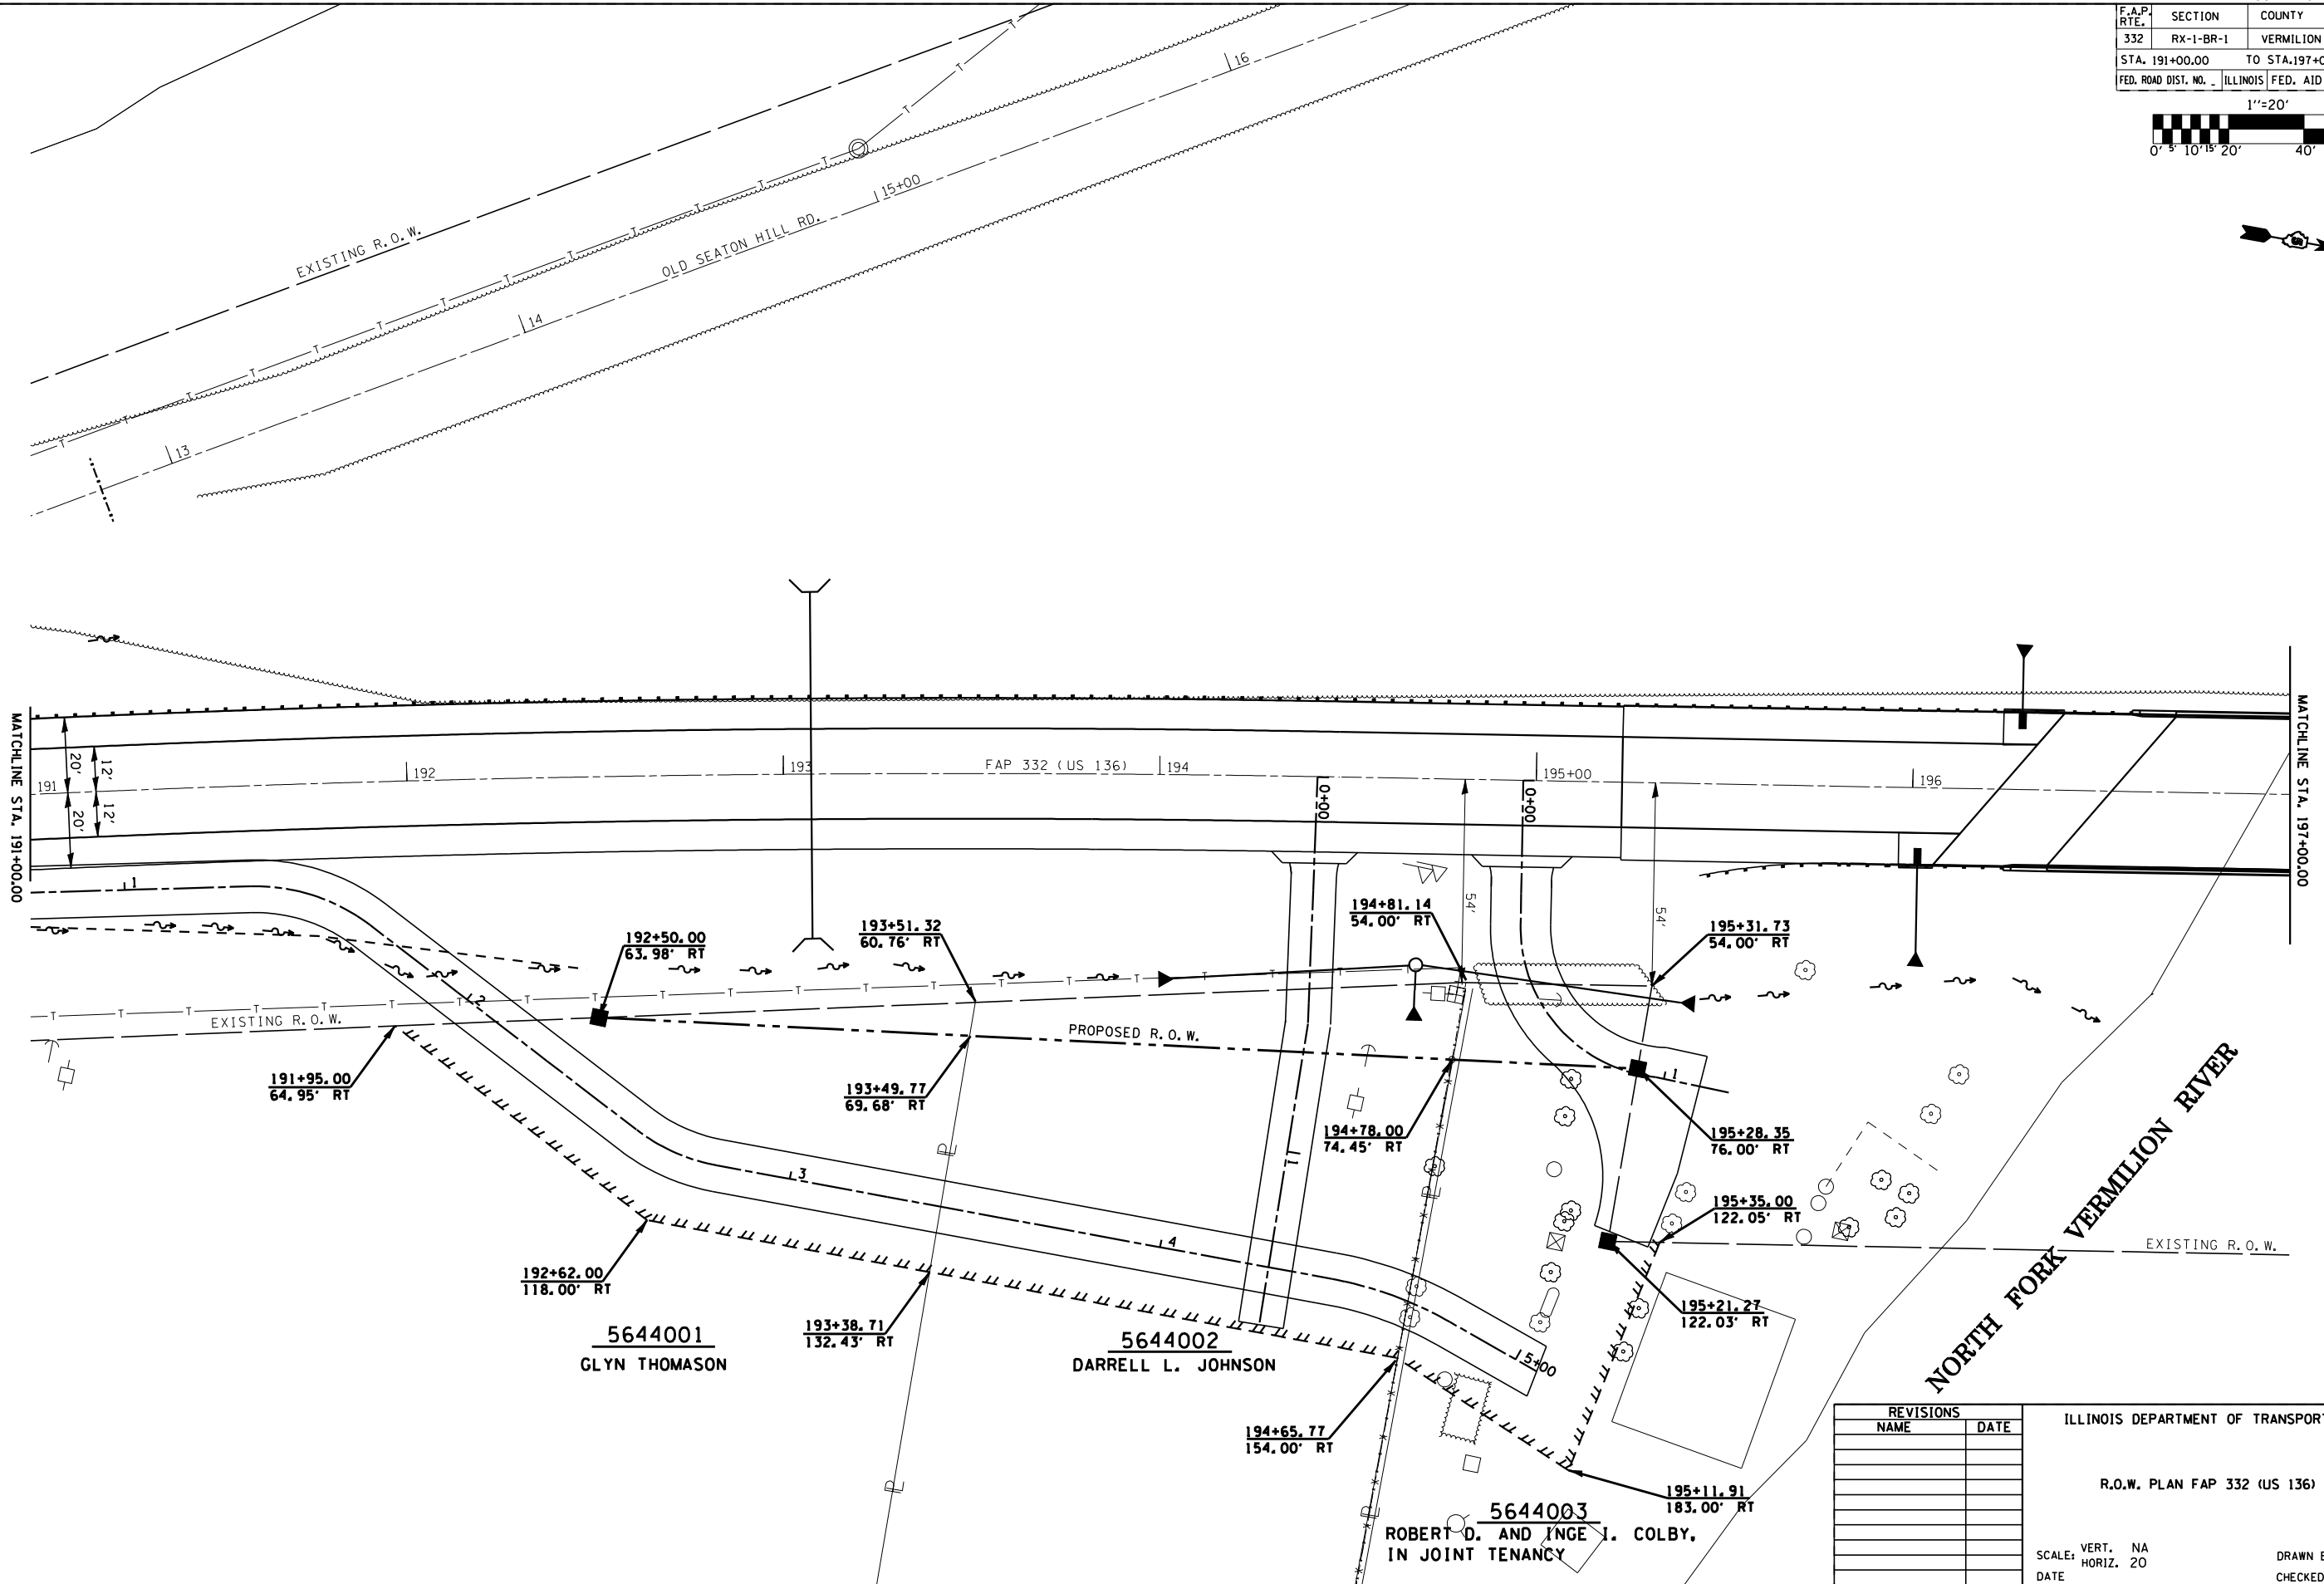 F.A.P. RTE. SECTION COUNTY
332 RX-1-BR-1 VERMILION
STA. 191+00.00 TO STA.197+0
FED. ROAD DIST. NO. _ ILLINOIS FED. AID
1''=20'
0' 5' 10' 15' 20' 40'
16
15+00
EXISTING R.O.W.
OLD SEATON HILL RD.
14
13
MATCHLINE STA. 191+00.00
MATCHLINE STA. 197+00.00
20'
12'
12'
20'
191
192
193
FAP 332 (US 136)
194
195+00
196
0+00
0+00
54'
54'
1
2
3
4
5+00
1
1
194+81.14
54.00' RT
193+51.32
60.76' RT
195+31.73
54.00' RT
192+50.00
63.98' RT
EXISTING R.O.W.
PROPOSED R.O.W.
191+95.00
64.95' RT
193+49.77
69.68' RT
194+78.00
74.45' RT
195+28.35
76.00' RT
195+35.00
122.05' RT
EXISTING R.O.W.
NORTH FORK VERMILION RIVER
192+62.00
118.00' RT
195+21.27
122.03' RT
193+38.71
132.43' RT
5644001
GLYN THOMASON
5644002
DARRELL L. JOHNSON
194+65.77
154.00' RT
195+11.91
183.00' RT
5644003
ROBERT D. AND INGE I. COLBY,
IN JOINT TENANCY
REVISIONS
NAME DATE
ILLINOIS DEPARTMENT OF TRANSPORT
R.O.W. PLAN FAP 332 (US 136)
SCALE: VERT. NA
HORIZ. 20
DATE
DRAWN B
CHECKED